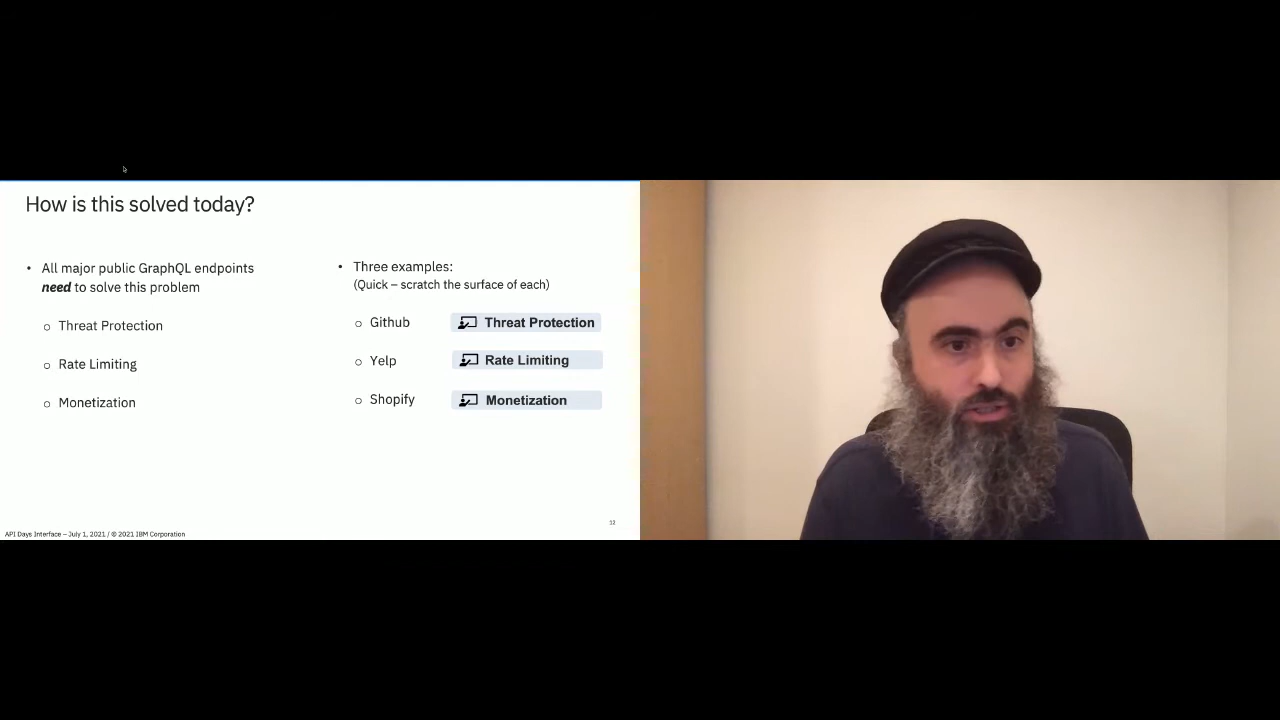 How is this solved today?
• All major public GraphQL endpoints
need to solve this problem
o Threat Protection
o Rate Limiting
o Monetization
• Three examples:
(Quick – scratch the surface of each)
o Github Threat Protection
o Yelp Rate Limiting
o Shopify Monetization
12
API Days Interface – July 1, 2021 / © 2021 IBM Corporation